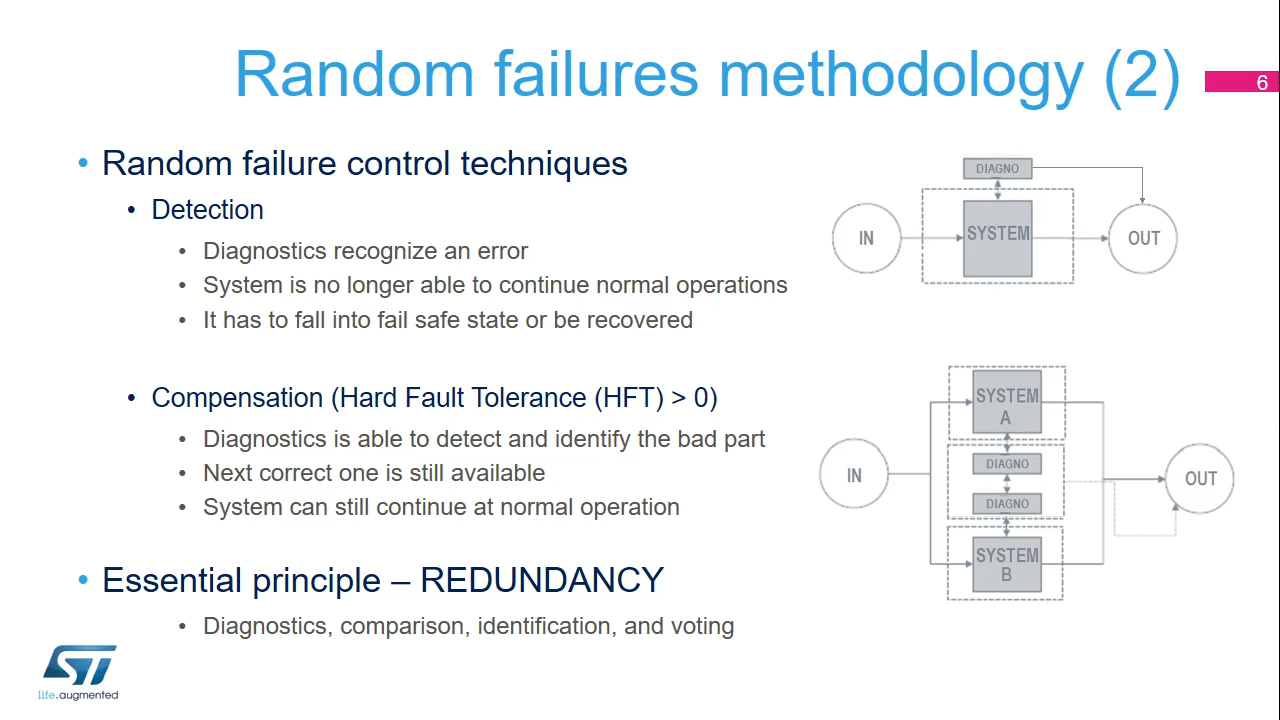 Random failures methodology (2)
6
• Random failure control techniques
• Detection
• Diagnostics recognize an error
• System is no longer able to continue normal operations
• It has to fall into fail safe state or be recovered
DIAGNO
IN
SYSTEM
OUT
• Compensation (Hard Fault Tolerance (HFT) > 0)
• Diagnostics is able to detect and identify the bad part
• Next correct one is still available
• System can still continue at normal operation
SYSTEM
A
DIAGNO
IN
OUT
DIAGNO
SYSTEM
B
• Essential principle – REDUNDANCY
• Diagnostics, comparison, identification, and voting
ST
life.augmented